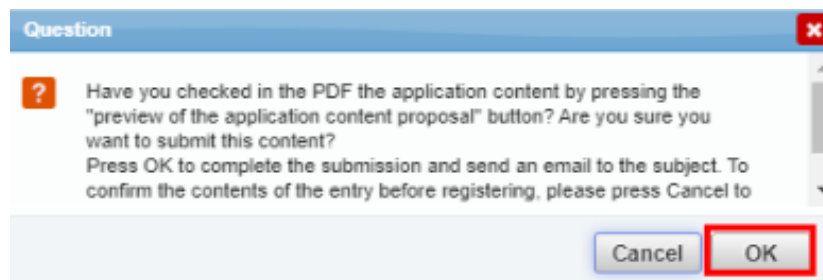 Question
Have you checked in the PDF the application content by pressing the
"preview of the application content proposal" button? Are you sure you
want to submit this content?
Press OK to complete the submission and send an email to the subject. To
confirm the contents of the entry before registering, please press Cancel to
Cancel
OK